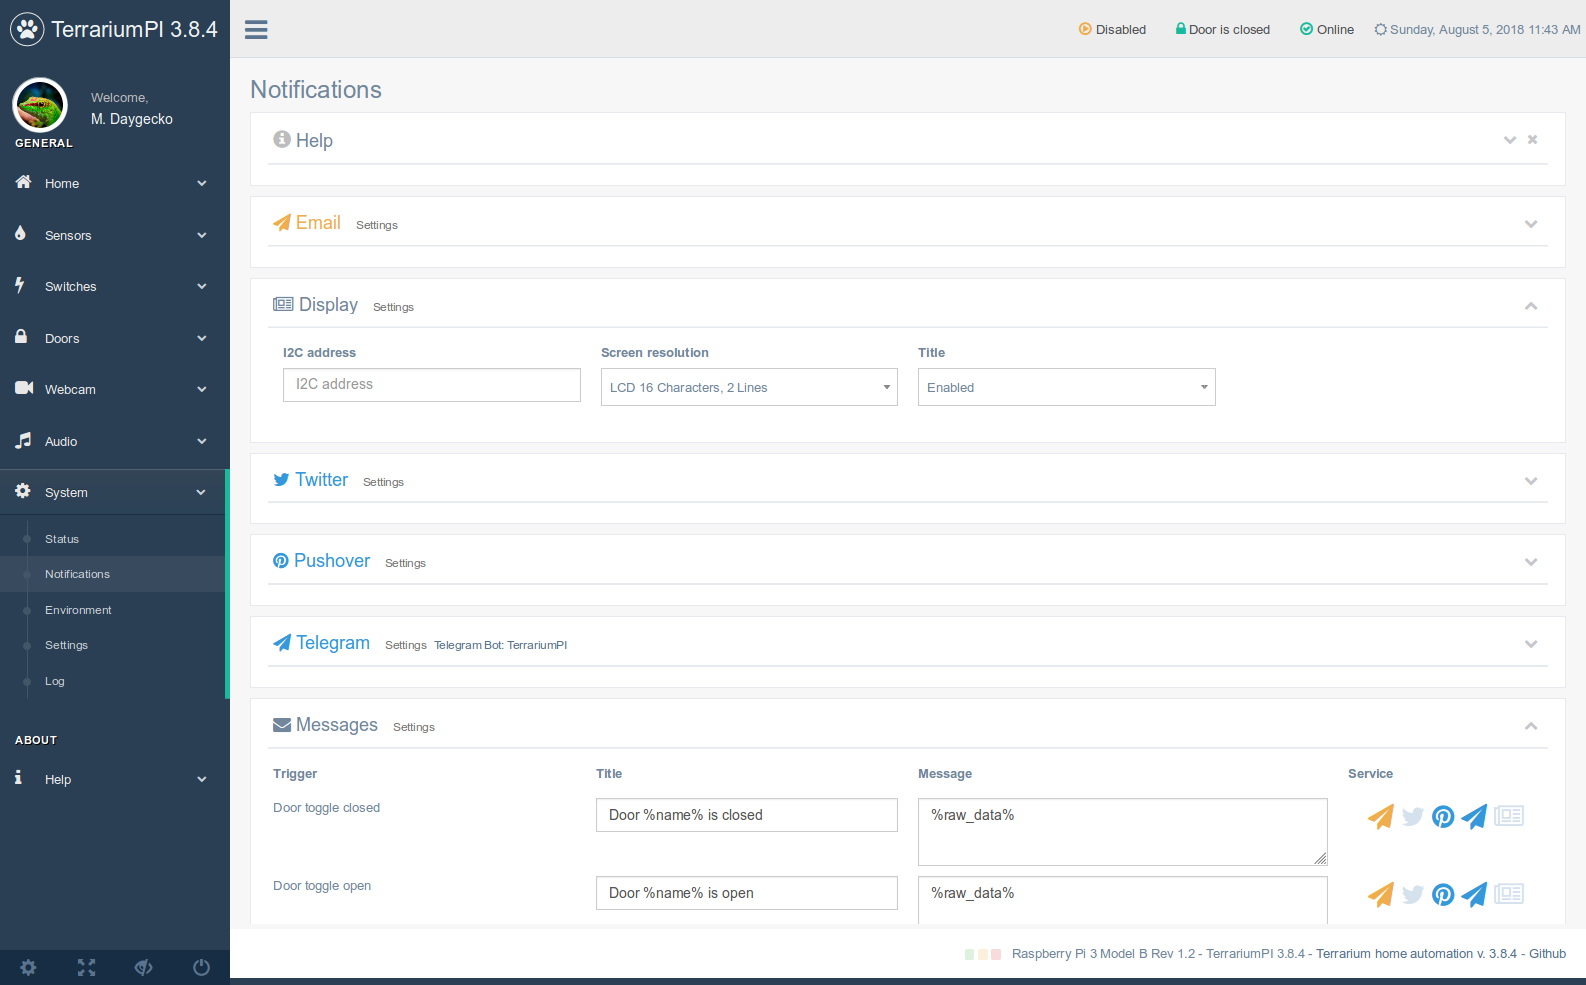 TerrariumPI 3.8.4
Disabled
Door is closed
Online
Sunday, August 5, 2018 11:43 AM
Welcome,
M. Daygecko
GENERAL
Home
Sensors
Switches
Doors
Webcam
Audio
System
Status
Notifications
Environment
Settings
Log
ABOUT
Help
Notifications
Help
Email Settings
Display Settings
I2C address Screen resolution Title
I2C address LCD 16 Characters, 2 Lines Enabled
Twitter Settings
Pushover Settings
Telegram Settings Telegram Bot: TerrariumPI
Messages Settings
Trigger Title Message Service
Door toggle closed Door %name% is closed %raw_data%
Door toggle open Door %name% is open %raw_data%
Raspberry Pi 3 Model B Rev 1.2 - TerrariumPI 3.8.4 - Terrarium home automation v. 3.8.4 - Github